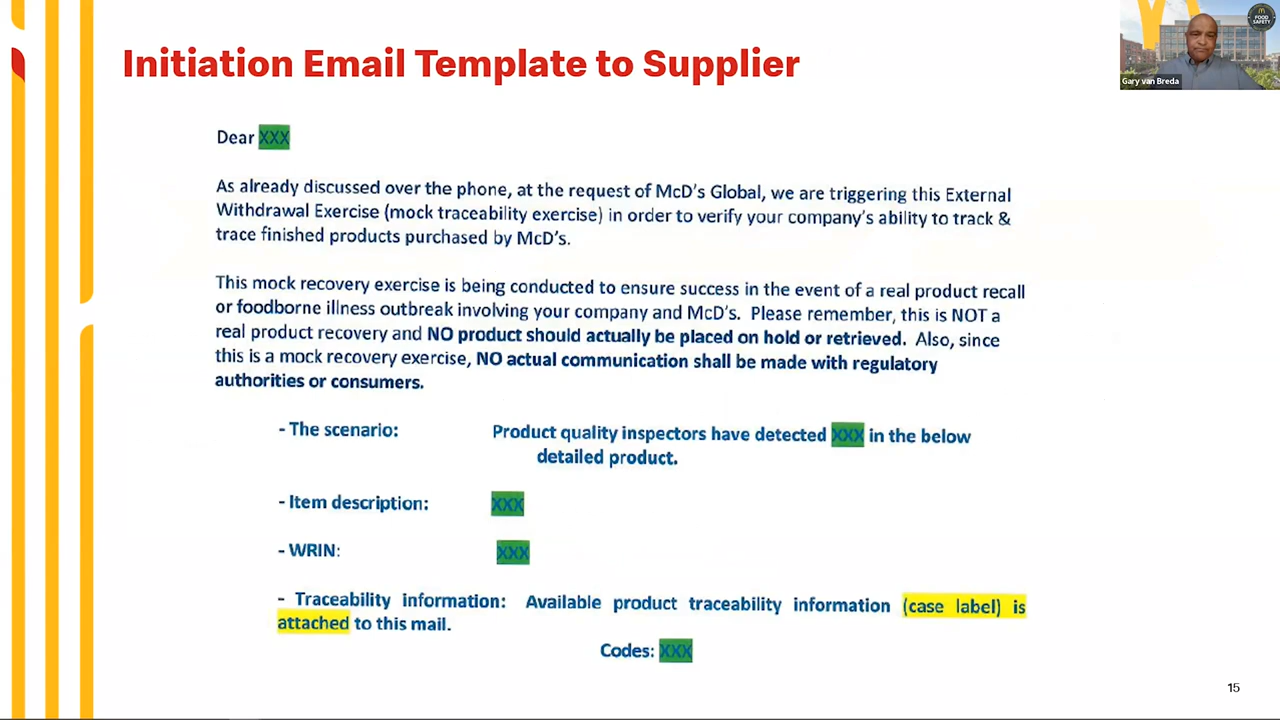 Initiation Email Template to Supplier
FOOD
SAFETY
Gary van Breda
Dear XXX
As already discussed over the phone, at the request of McD's Global, we are triggering this External
Withdrawal Exercise (mock traceability exercise) in order to verify your company's ability to track &
trace finished products purchased by McD's.
This mock recovery exercise is being conducted to ensure success in the event of a real product recall
or foodborne illness outbreak involving your company and McD's. Please remember, this is NOT a
real product recovery and NO product should actually be placed on hold or retrieved. Also, since
this is a mock recovery exercise, NO actual communication shall be made with regulatory
authorities or consumers.
- The scenario: Product quality inspectors have detected XXX in the below
detailed product.
- Item description: XXX
- WRIN: XXX
- Traceability information: Available product traceability information (case label) is
attached to this mail.
Codes: XXX
15